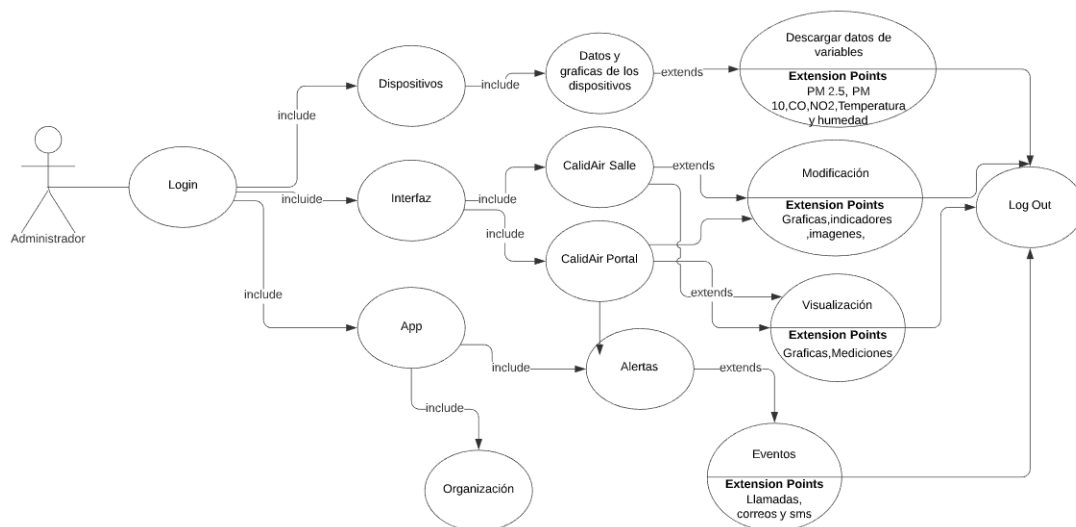 Descargar datos de
variables
Extension Points
PM 2.5, PM
10,CO,NO2,Temperatura
y humedad
Datos y
graficas de los
dispositivos
extends
Dispositivos
include
include
Administrador
Login
incluide
Interfaz
include
CalidAir Salle
extends
Modificación
Extension Points
Graficas,indicadores
,imagenes,
Log Out
include
CalidAir Portal
extends
Visualización
Extension Points
Graficas,Mediciones
include
App
include
Alertas
extends
include
Organización
Eventos
Extension Points
Llamadas,
correos y sms